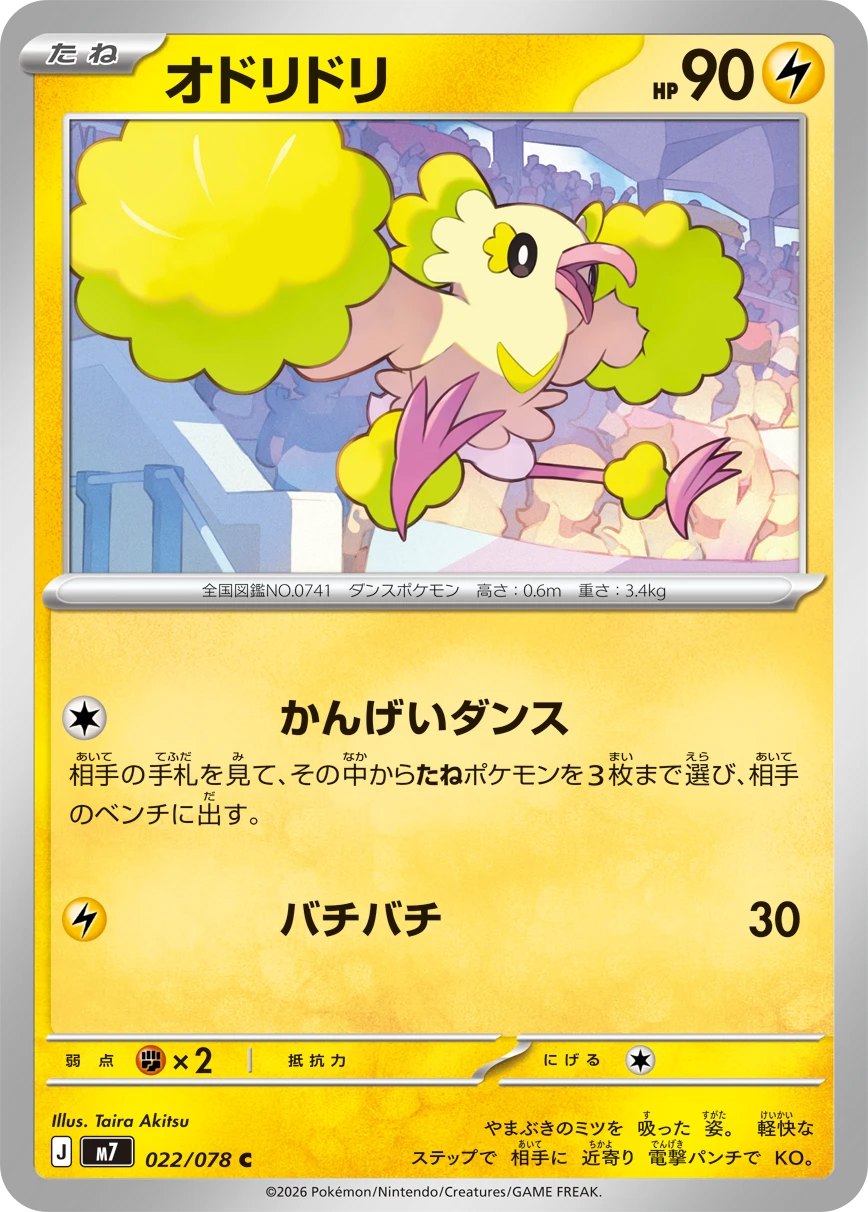 たね
オドリドリ
HP 90
全国図鑑NO.0741 ダンスポケモン 高さ:0.6m 重さ:3.4kg
かんげいダンス
相手の手札を見て、その中からたねポケモンを3枚まで選び、相手
のベンチに出す。
バチバチ 30
弱点 ×2 抵抗力 にげる
Illus. Taira Akitsu
やまぶきのミツを 吸った 姿。 軽快な
ステップで 相手に 近寄り 電撃パンチで KO。
J m7 022/078 C
©2026 Pokémon/Nintendo/Creatures/GAME FREAK.